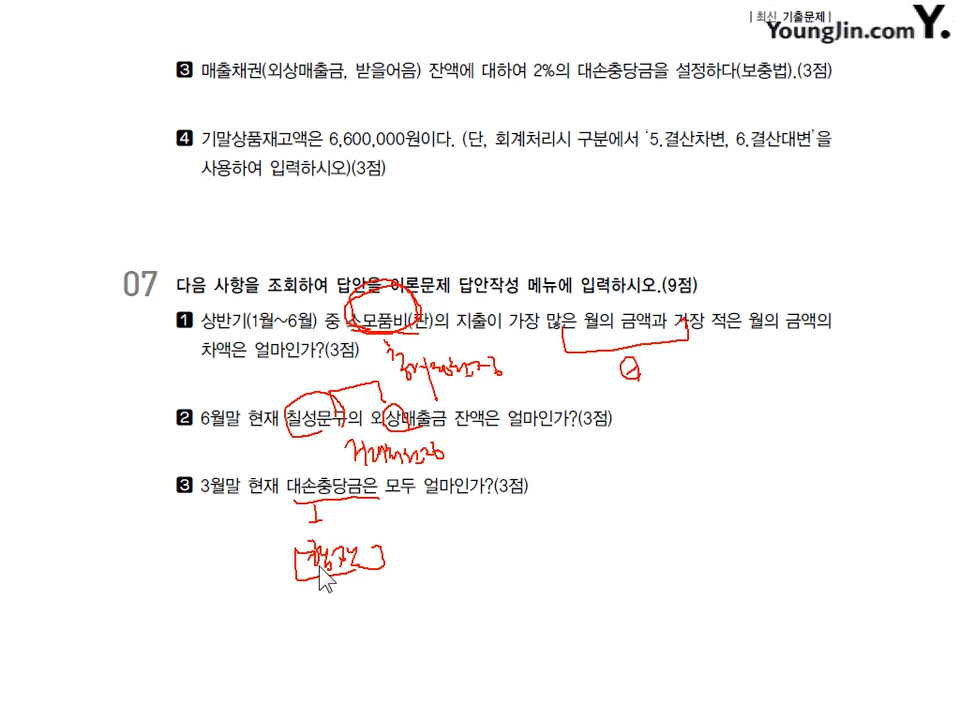 | 최신 기출문제 |
YoungJin.com Y.
3 매출채권(외상매출금, 받을어음) 잔액에 대하여 2%의 대손충당금을 설정하다(보충법).(3점)
4 기말상품재고액은 6,600,000원이다. (단, 회계처리시 구분에서 ‘5.결산차변, 6.결산대변’을
사용하여 입력하시오)(3점)
07 다음 사항을 조회하여 답안을 이론문제 답안작성 메뉴에 입력하시오.(9점)
1 상반기(1월~6월) 중 소모품비(판)의 지출이 가장 많은 월의 금액과 가장 적은 월의 금액의
차액은 얼마인가?(3점)
2 6월말 현재 칠성문구의 외상매출금 잔액은 얼마인가?(3점)
3 3월말 현재 대손충당금은 모두 얼마인가?(3점)